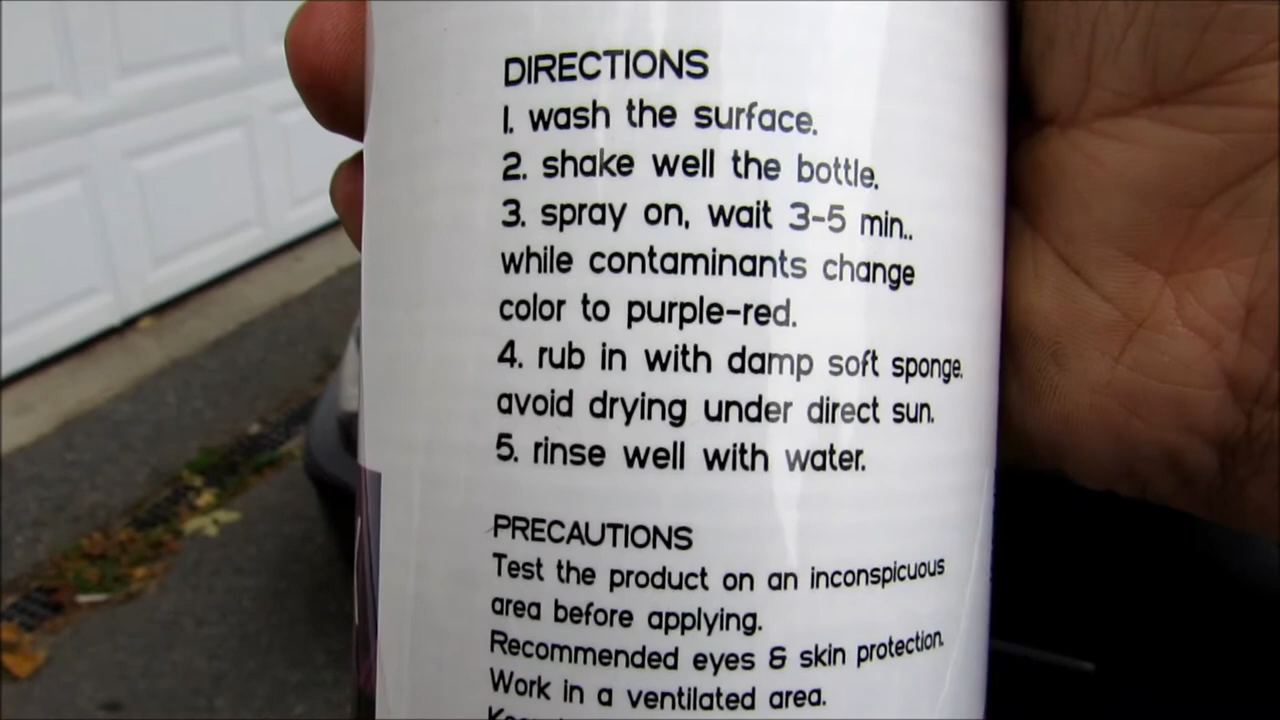 DIRECTIONS
1. wash the surface.
2. shake well the bottle.
3. spray on, wait 3-5 min..
while contaminants change
color to purple-red.
4. rub in with damp soft sponge.
avoid drying under direct sun.
5. rinse well with water.
PRECAUTIONS
Test the product on an inconspicuous
area before applying.
Recommended eyes & skin protection.
Work in a ventilated area.